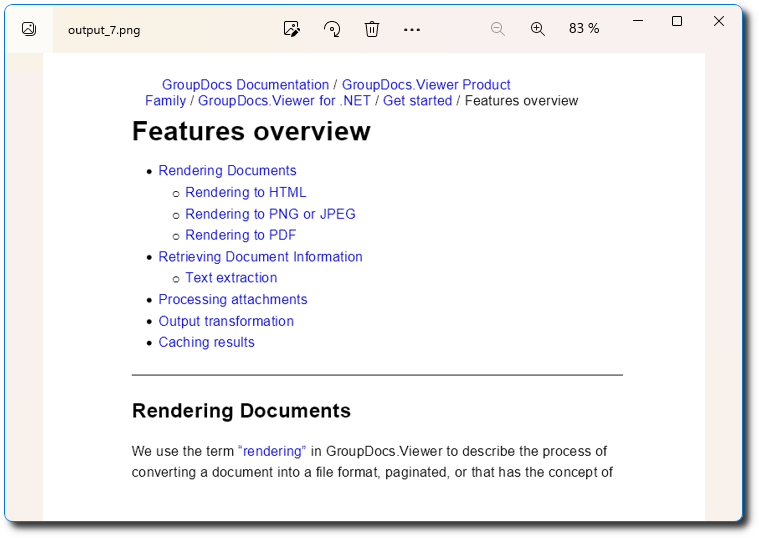 output_7.png
83 %
GroupDocs Documentation / GroupDocs.Viewer Product
Family / GroupDocs.Viewer for .NET / Get started / Features overview
Features overview
Rendering Documents
Rendering to HTML
Rendering to PNG or JPEG
Rendering to PDF
Retrieving Document Information
Text extraction
Processing attachments
Output transformation
Caching results
Rendering Documents
We use the term “rendering” in GroupDocs.Viewer to describe the process of
converting a document into a file format, paginated, or that has the concept of